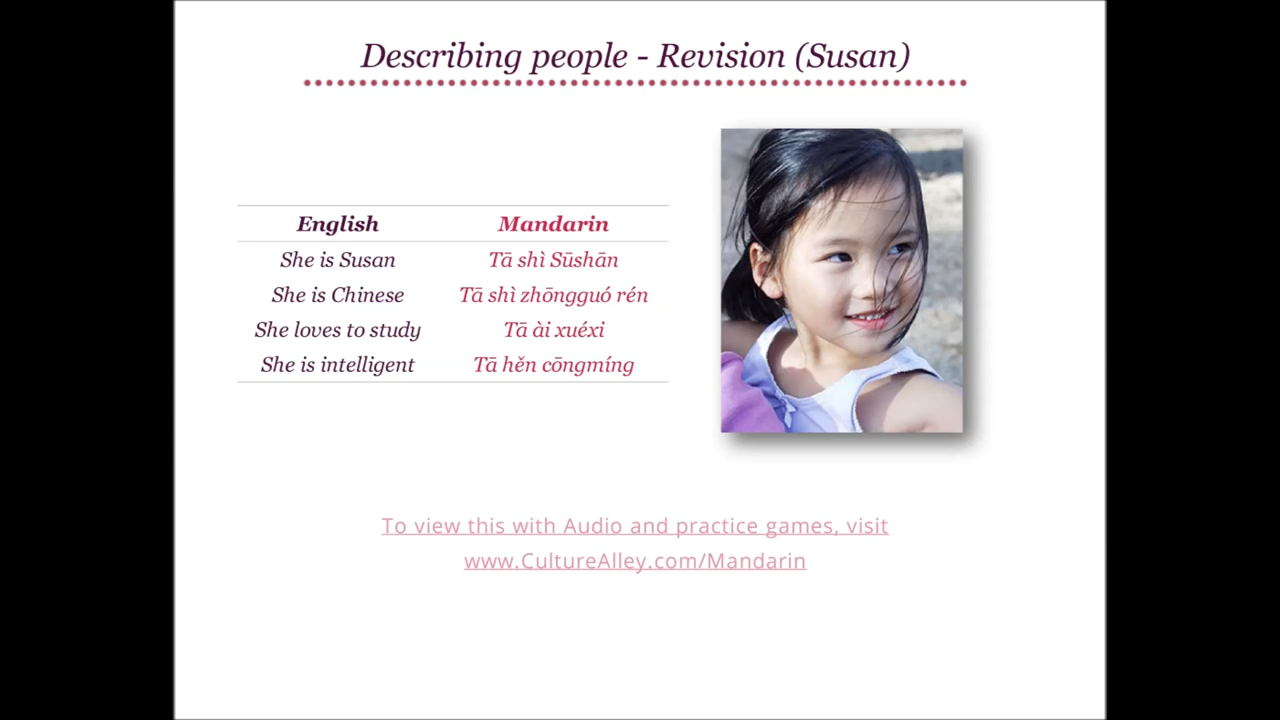 Describing people - Revision (Susan)
English Mandarin
She is Susan Tā shì Sūshān
She is Chinese Tā shì zhōngguó rén
She loves to study Tā ài xuéxi
She is intelligent Tā hěn cōngmíng
To view this with Audio and practice games, visit
www.CultureAlley.com/Mandarin